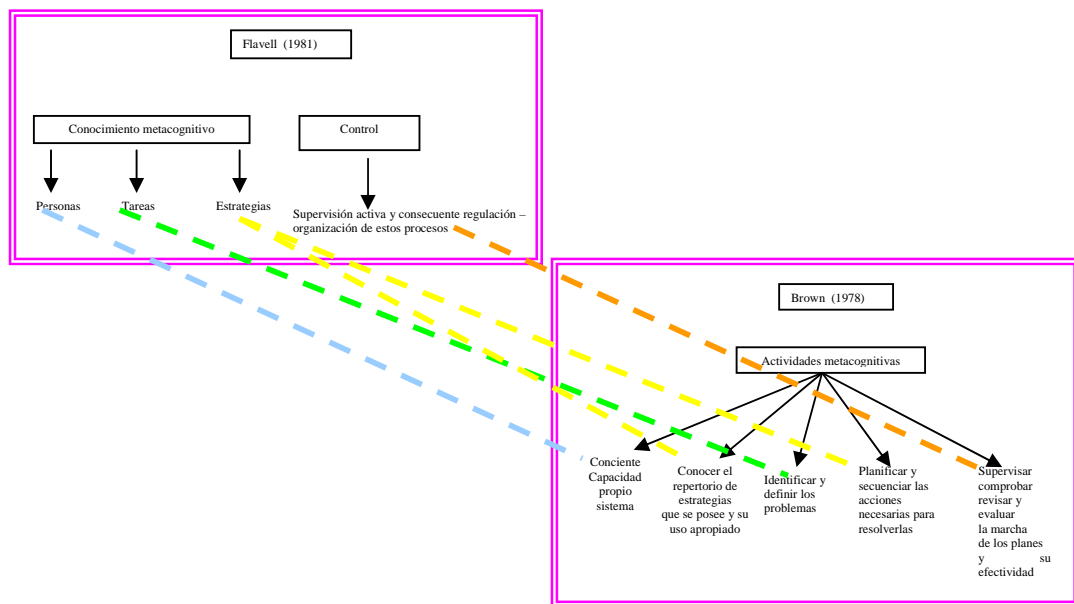 Flavell (1981)
Conocimiento metacognitivo
Control
Personas
Tareas
Estrategias
Supervisión activa y consecuente regulación –
organización de estos procesos
Brown (1978)
Actividades metacognitivas
Conciente
Capacidad
propio
sistema
Conocer el
repertorio de
estrategias
que se posee y su
uso apropiado
Identificar y
definir los
problemas
Planificar y
secuenciar las
acciones
necesarias para
resolverlas
Supervisar
comprobar
revisar y
evaluar
la marcha
de los planes
y su
efectividad